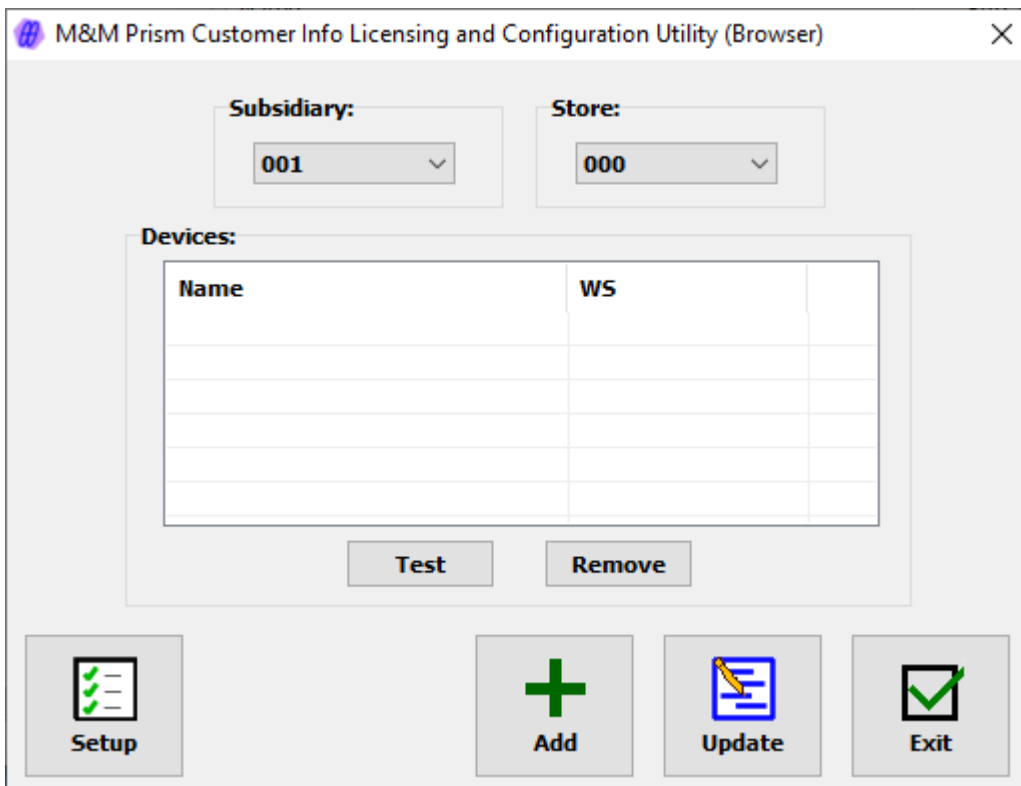 M&M Prism Customer Info Licensing and Configuration Utility (Browser)
Subsidiary: Store:
001 000
Devices:
Name WS
Test Remove
Setup Add Update Exit